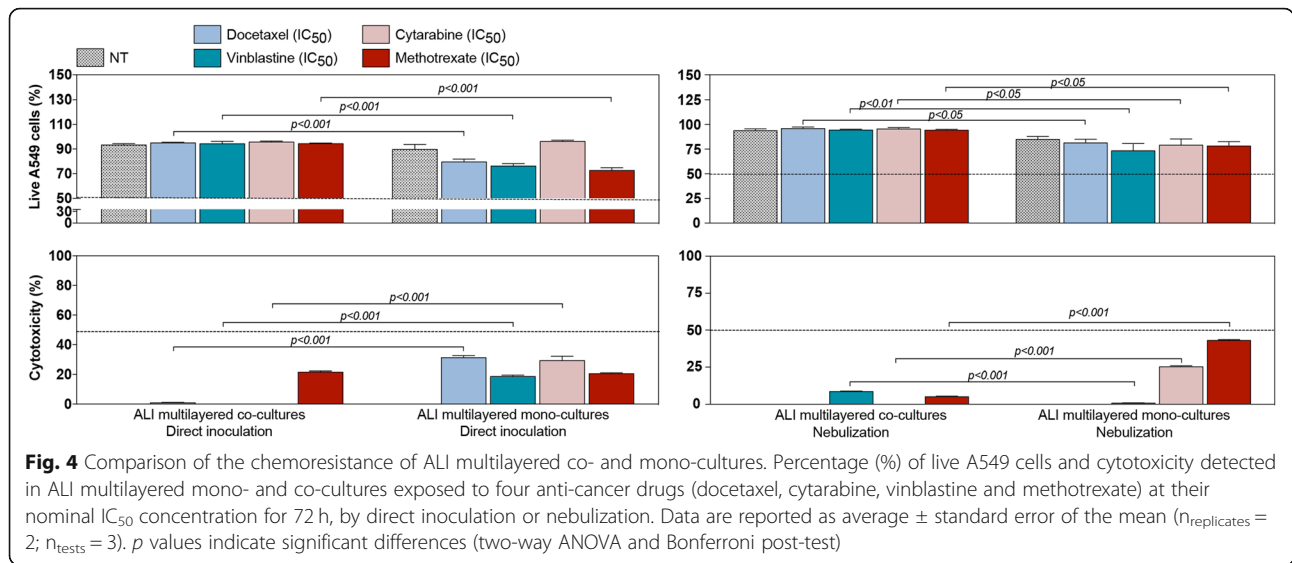 NT
Docetaxel (IC50)
Vinblastine (IC50)
Cytarabine (IC50)
Methotrexate (IC50)
Live A549 cells (%)
150
130
110
90
70
50
30
0
p<0.001
p<0.001
p<0.001
150
125
100
75
50
25
0
p<0.05
p<0.05
p<0.01
p<0.05
Cytotoxicity (%)
100
80
60
40
20
0
p<0.001
p<0.001
p<0.001
ALI multilayered co-cultures
Direct inoculation
ALI multilayered mono-cultures
Direct inoculation
100
75
50
25
0
p<0.001
p<0.001
p<0.001
ALI multilayered co-cultures
Nebulization
ALI multilayered mono-cultures
Nebulization
Fig. 4 Comparison of the chemoresistance of ALI multilayered co- and mono-cultures. Percentage (%) of live A549 cells and cytotoxicity detected
in ALI multilayered mono- and co-cultures exposed to four anti-cancer drugs (docetaxel, cytarabine, vinblastine and methotrexate) at their
nominal IC50 concentration for 72 h, by direct inoculation or nebulization. Data are reported as average ± standard error of the mean (nreplicates =
2; ntests = 3). p values indicate significant differences (two-way ANOVA and Bonferroni post-test)